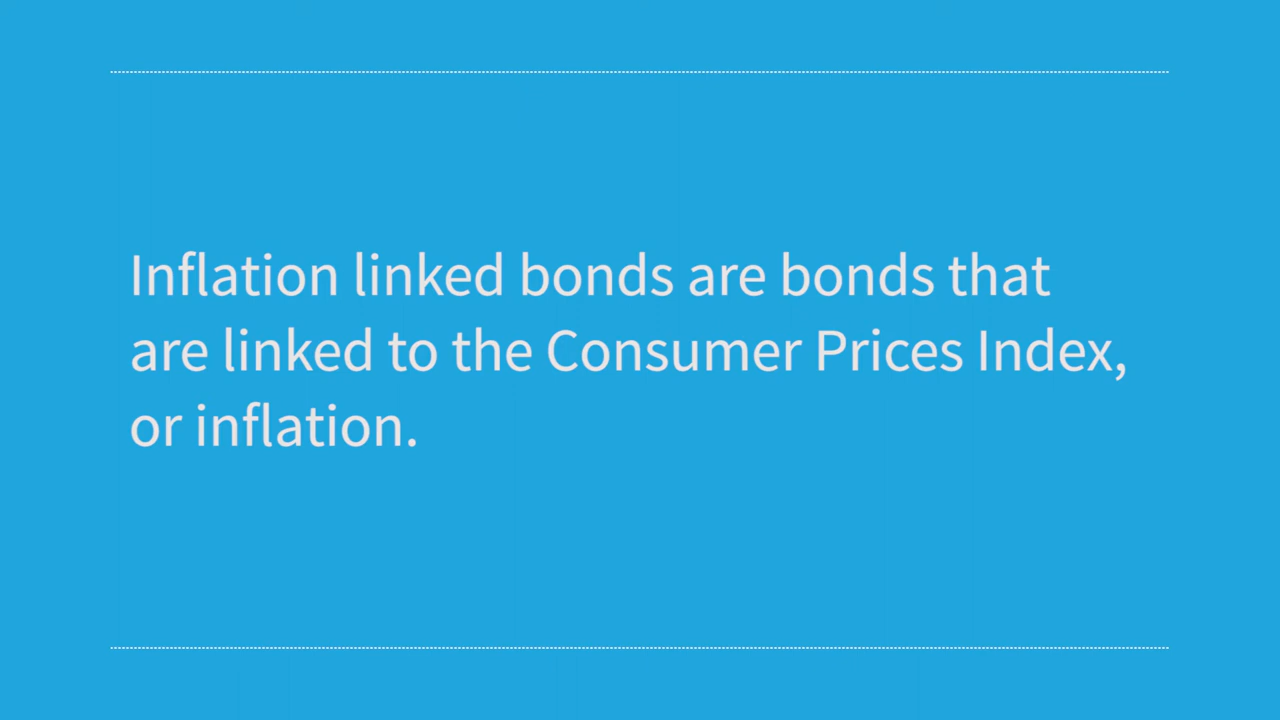 Inflation linked bonds are bonds that
are linked to the Consumer Prices Index,
or inflation.